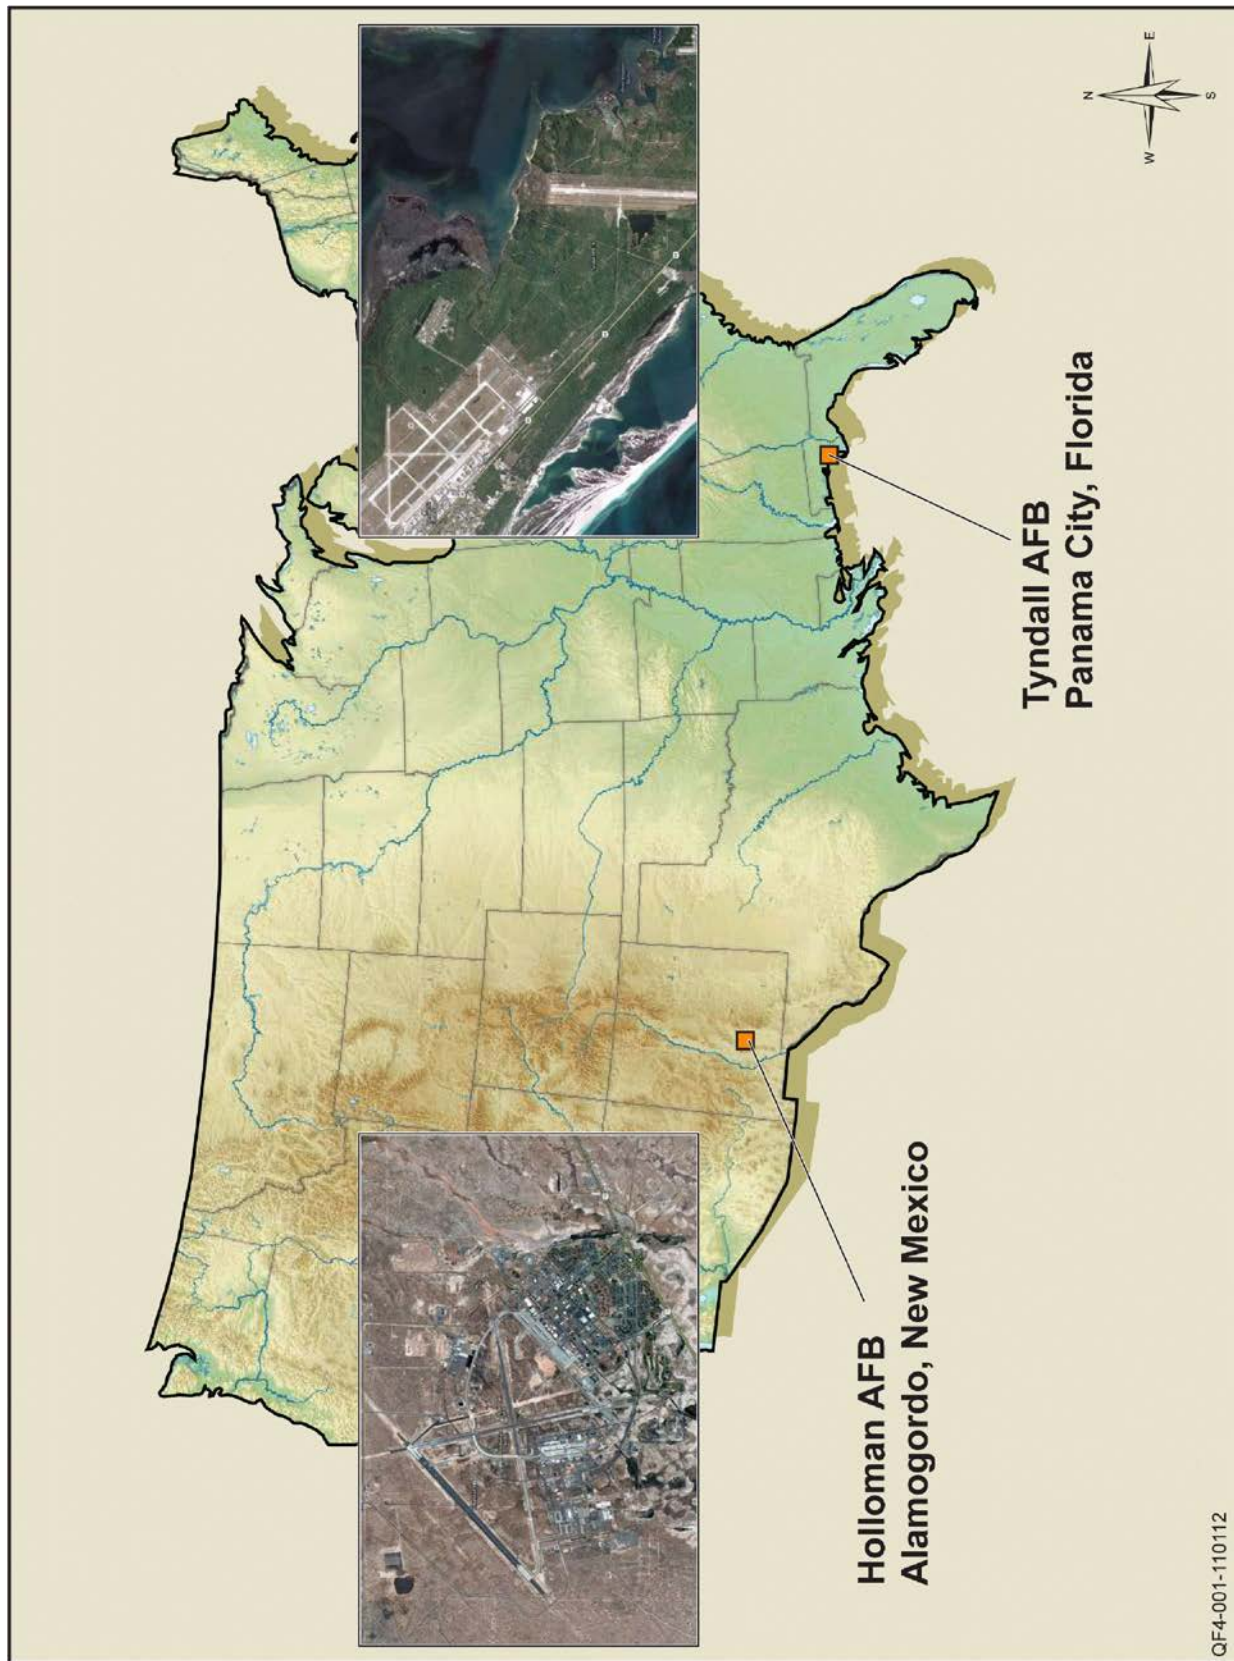 Holloman AFB
Alamogordo, New Mexico
Tyndall AFB
Panama City, Florida
N
W
E
S
QF4-001-110112